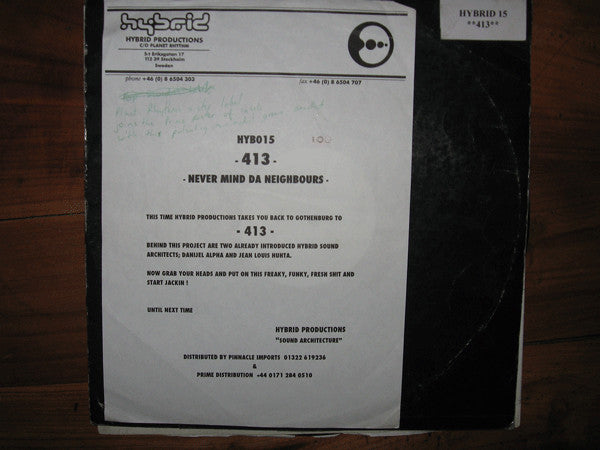 hybrid
HYBRID PRODUCTIONS
C/O PLANET RHYTHM
S:t Eriksgatan 17
112 39 Stockholm
Sweden
phone +46 (0) 8 6504 303
fax +46 (0) 8 6504 707
HYBRID 15
**413**
Planet Rhythm
label
HYB015
- 413 -
- NEVER MIND DA NEIGHBOURS -
THIS TIME HYBRID PRODUCTIONS TAKES YOU BACK TO GOTHENBURG TO
- 413 -
BEHIND THIS PROJECT ARE TWO ALREADY INTRODUCED HYBRID SOUND
ARCHITECTS; DANIJEL ALPHA AND JEAN LOUIS HUHTA.
NOW GRAB YOUR HEADS AND PUT ON THIS FREAKY, FUNKY, FRESH SHIT AND
START JACKIN !
UNTIL NEXT TIME
HYBRID PRODUCTIONS
"SOUND ARCHITECTURE"
DISTRIBUTED BY PINNACLE IMPORTS 01322 619236
&
PRIME DISTRIBUTION +44 0171 284 0510